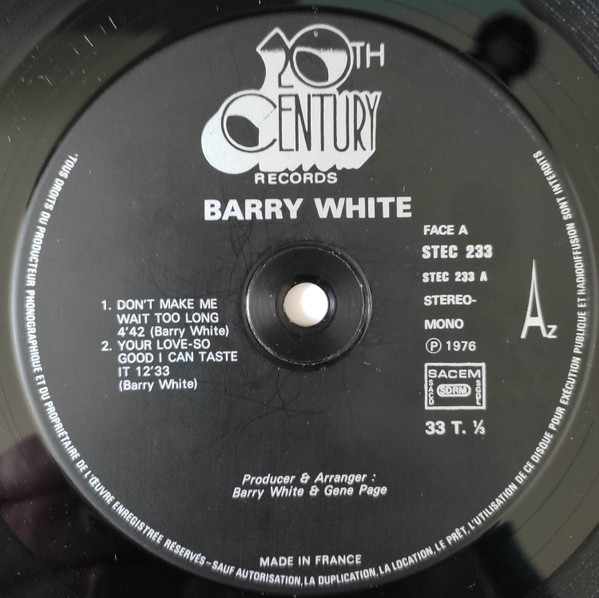 20TH
CENTURY
RECORDS
BARRY WHITE
FACE A
STEC 233
STEC 233 A
STEREO-
MONO
Ⓟ 1976
SACEM
SACD SDRM SGDL
33 T. ⅓
Az
1. DON'T MAKE ME
WAIT TOO LONG
4'42 (Barry White)
2. YOUR LOVE-SO
GOOD I CAN TASTE
IT 12'33
(Barry White)
Producer & Arranger :
Barry White & Gene Page
MADE IN FRANCE
·TOUS DROITS DU PRODUCTEUR PHONOGRAPHIQUE ET DU PROPRIÉTAIRE DE L'ŒUVRE ENREGISTRÉE RÉSERVÉS-SAUF AUTORISATION, LA DUPLICATION, LA LOCATION, LE PRÊT, L'UTILISATION DE CE DISQUE POUR EXÉCUTION PUBLIQUE ET RADIODIFFUSION SONT INTERDITS